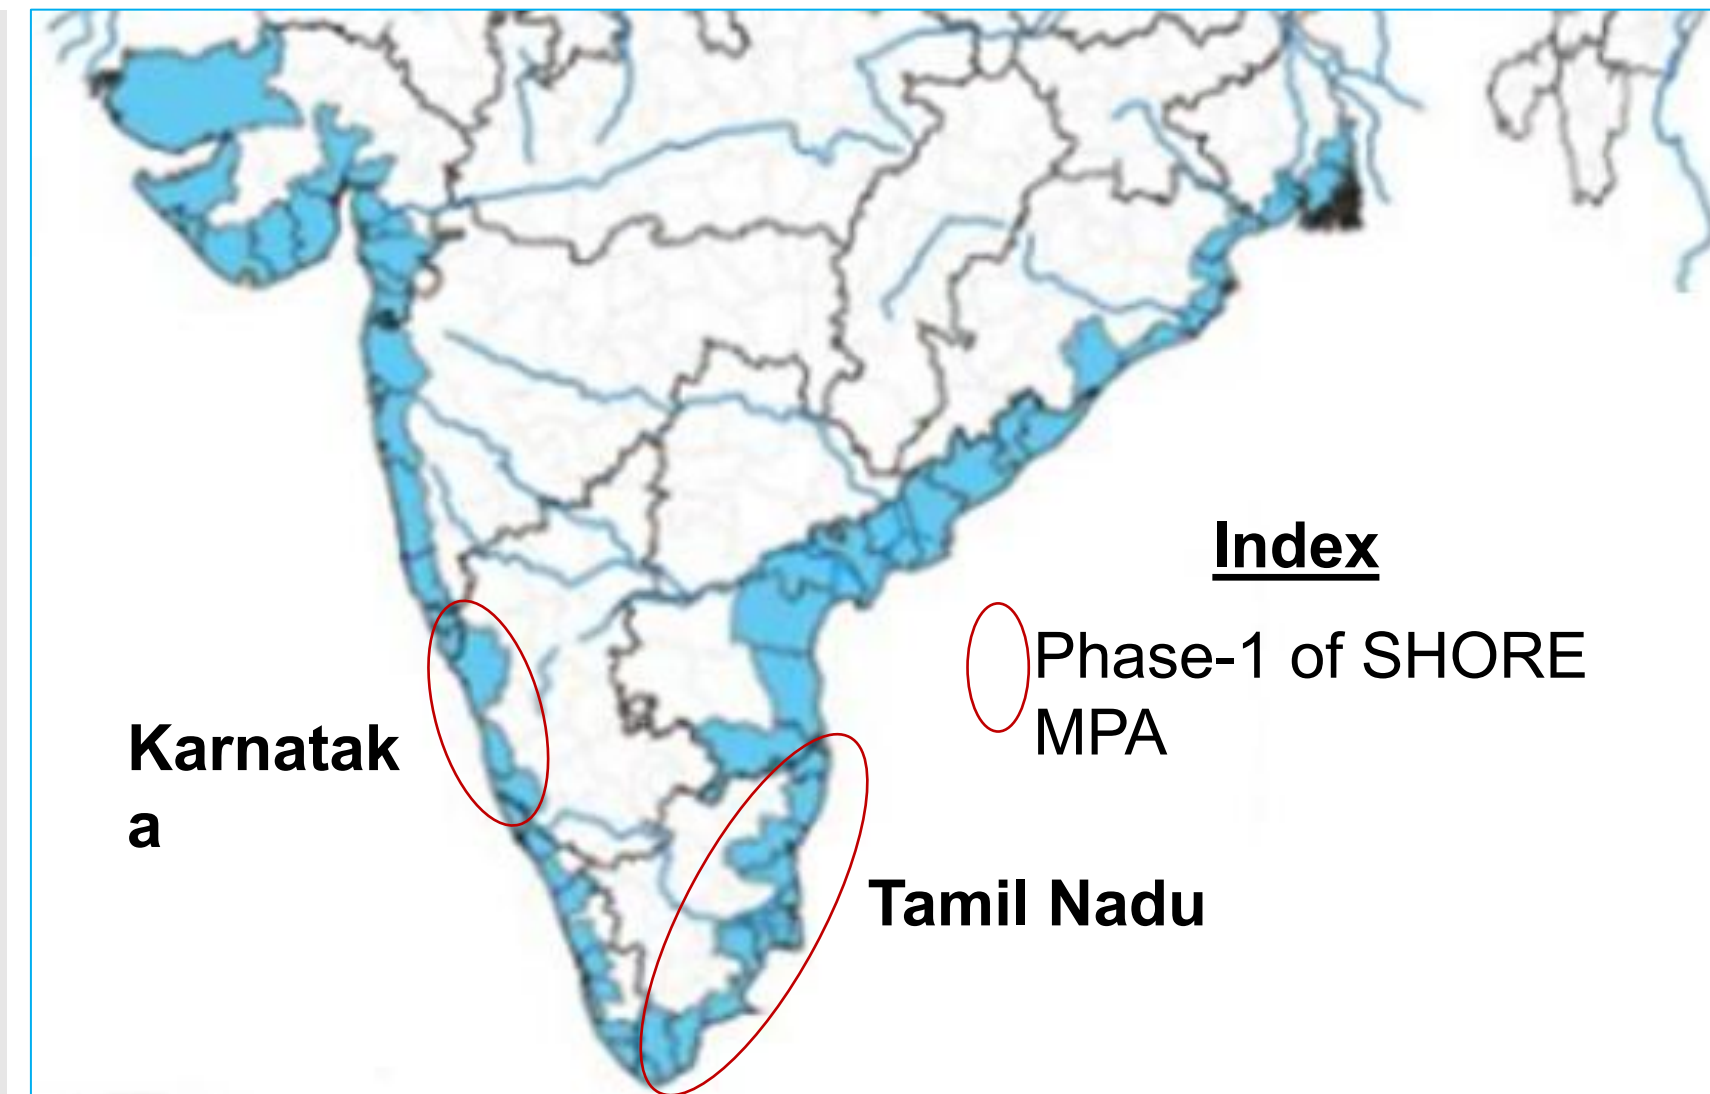 Index
Phase-1 of SHORE
MPA
Karnatak
a
Tamil Nadu